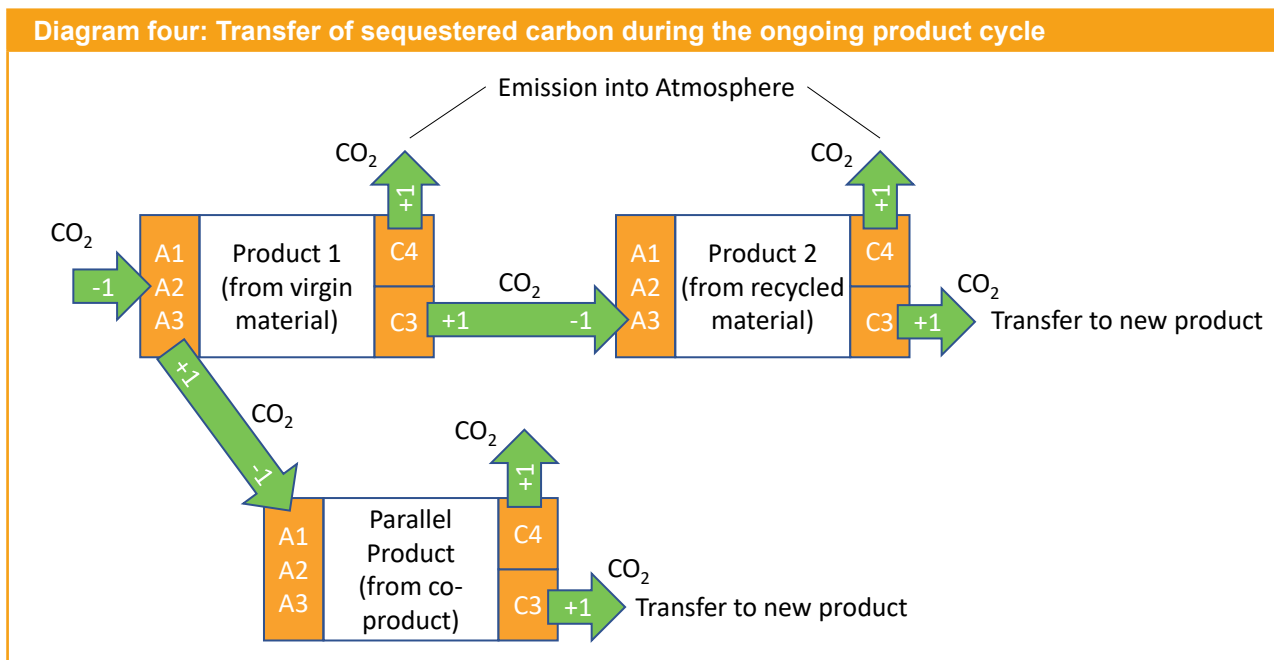 Diagram four: Transfer of sequestered carbon during the ongoing product cycle
Emission into Atmosphere
CO₂
CO₂
+1
+1
CO₂
-1
A1
A2
A3
Product 1
(from virgin
material)
C4
C3
CO₂
+1
-1
A1
A2
A3
Product 2
(from recycled
material)
C4
C3
CO₂
+1
Transfer to new product
+1
CO₂
-1
CO₂
+1
A1
A2
A3
Parallel
Product
(from co-
product)
C4
C3
CO₂
+1
Transfer to new product